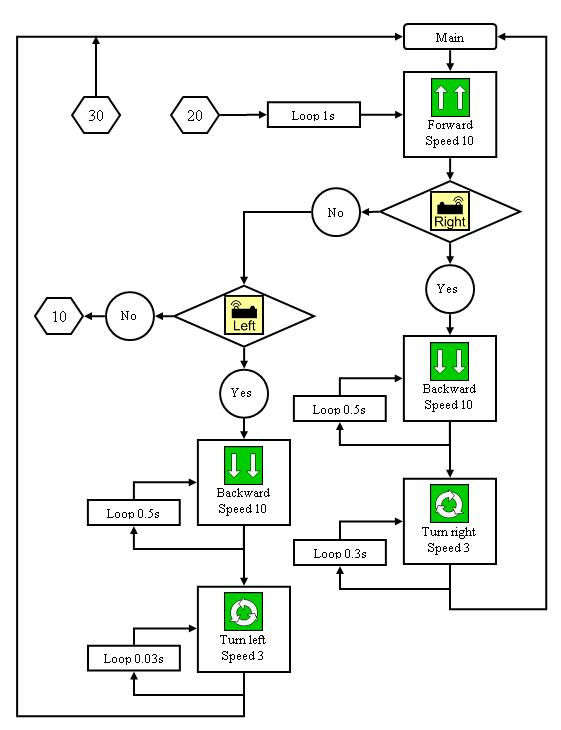 Main
30
20
Loop 1s
Forward
Speed 10
No
Right
Yes
10
No
Left
Yes
Backward
Speed 10
Loop 0.5s
Backward
Speed 10
Loop 0.5s
Turn right
Speed 3
Loop 0.3s
Turn left
Speed 3
Loop 0.03s